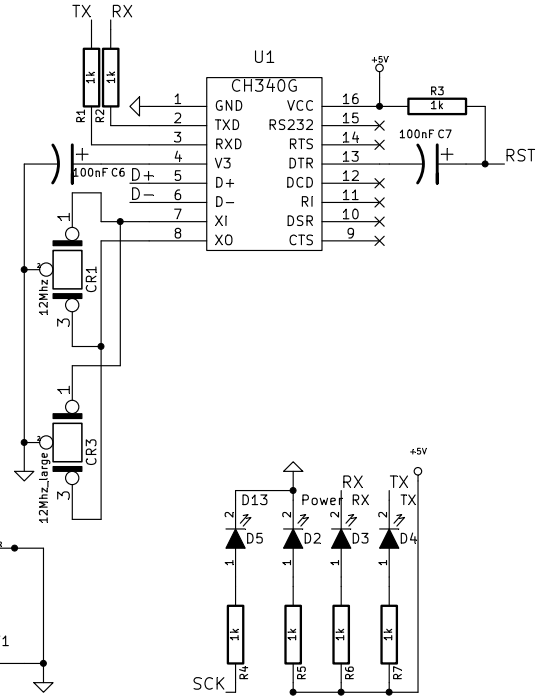 TX RX
U1
CH340G
+5V
1k 1k
R1 R2
1 GND VCC 16
2 TXD RS232 15
3 RXD RTS 14
4 V3 DTR 13
5 D+ DCD 12
6 D- RI 11
7 XI DSR 10
8 XO CTS 9
R3
1k
100nF C7
+
RST
+
100nF C6
D+
D-
1
2
CR1
12Mhz
3
1
2
CR3
12Mhz_large
3
+5V
RX TX
D13 Power RX TX
2 2 2 2
D5 D2 D3 D4
1 1 1 1
1k 1k 1k 1k
R4 R5 R6 R7
SCK